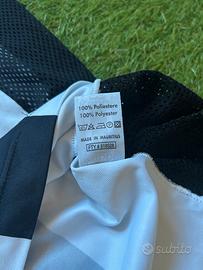 100% Poliestere
100% Polyester
MADE IN MAURITIUS
subito